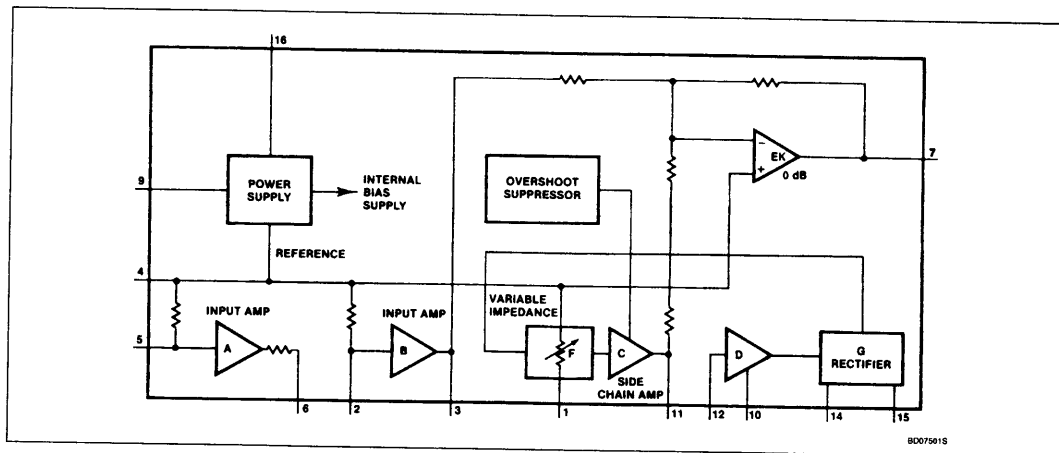 16
7
EK
0 dB
−
+
9
POWER
SUPPLY
INTERNAL
BIAS
SUPPLY
OVERSHOOT
SUPPRESSOR
REFERENCE
4
INPUT AMP
5
A
6
INPUT AMP
B
2
3
VARIABLE
IMPEDANCE
F
1
C
SIDE
CHAIN AMP
11
12
D
10
G
RECTIFIER
14
15
BD07501S